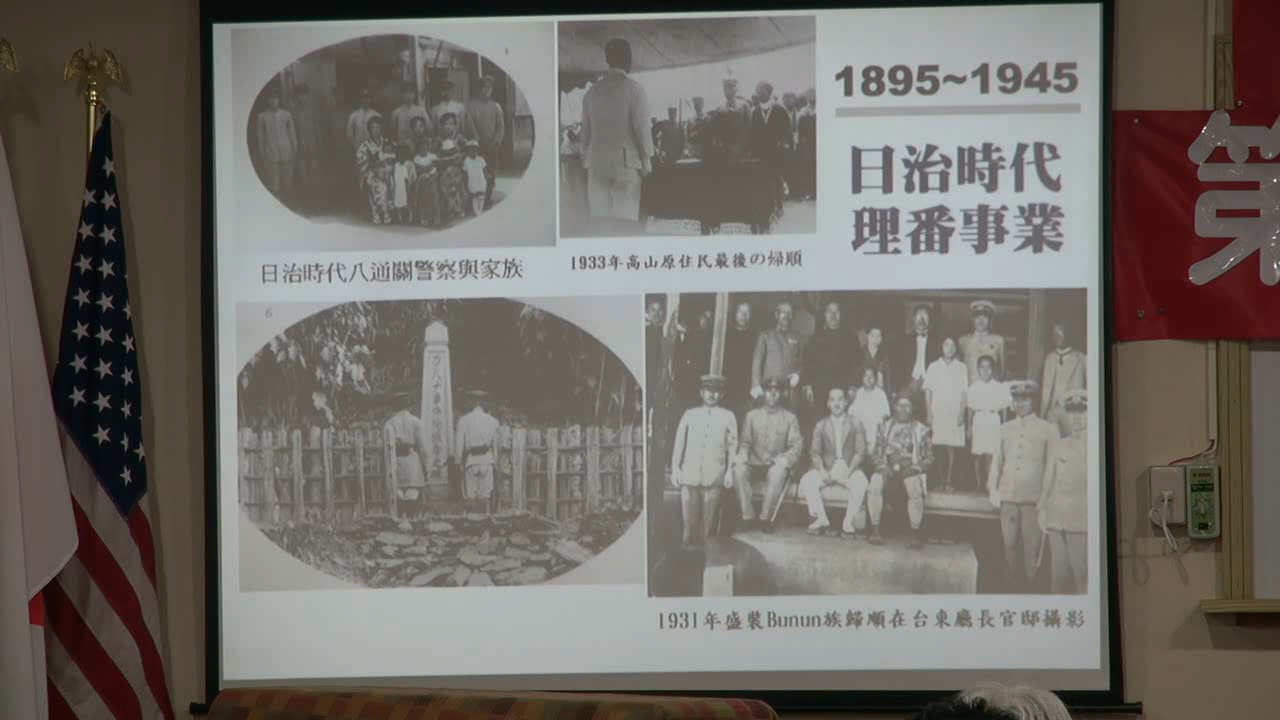 1895~1945
日治時代
理番事業
日治時代八通關警察與家族
1933年高山原住民最後の帰順
6
1931年盛裝Bunun族歸順在台東廳長官邸攝影
第